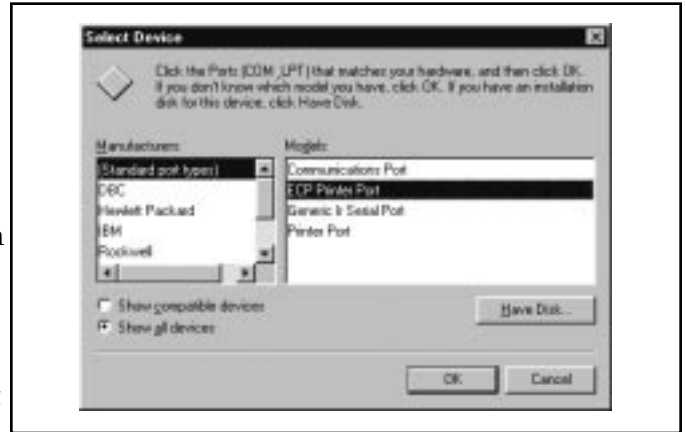 Select Device
Click the Ports (COM_LPT) that matches your hardware, and then click OK.
If you don't know which model you have, click OK. If you have an installation
disk for this device, click Have Disk.
Manufacturers:
Models:
(Standard port types)
DBC
Hewlett Packard
IBM
Rockwell
Communications Port
ECP Printer Port
Generic Ir Serial Port
Printer Port
Show compatible devices
Show all devices
Have Disk...
OK
Cancel